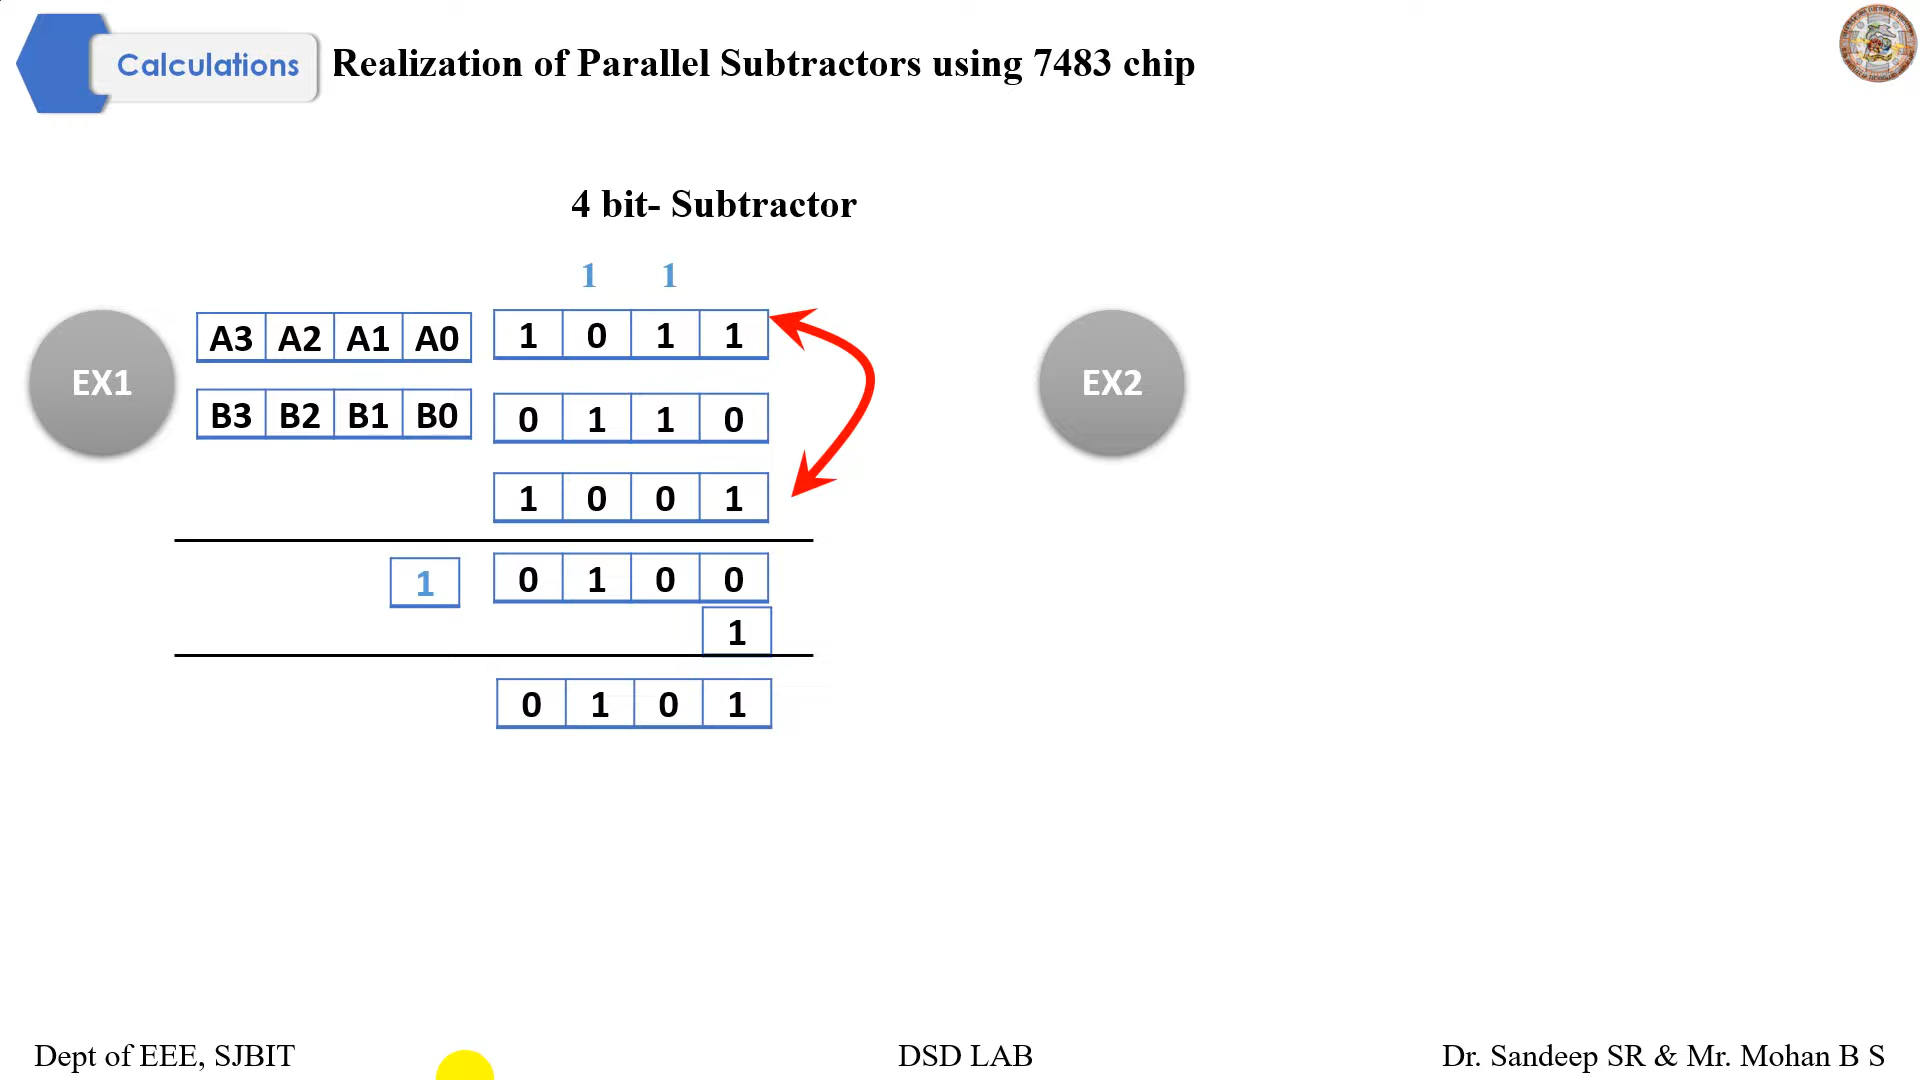 Calculations
Realization of Parallel Subtractors using 7483 chip
4 bit- Subtractor
1 1
EX1
A3 A2 A1 A0 1 0 1 1
B3 B2 B1 B0 0 1 1 0
1 0 0 1
1 0 1 0 0
1
0 1 0 1
EX2
Dept of EEE, SJBIT
DSD LAB
Dr. Sandeep SR & Mr. Mohan B S